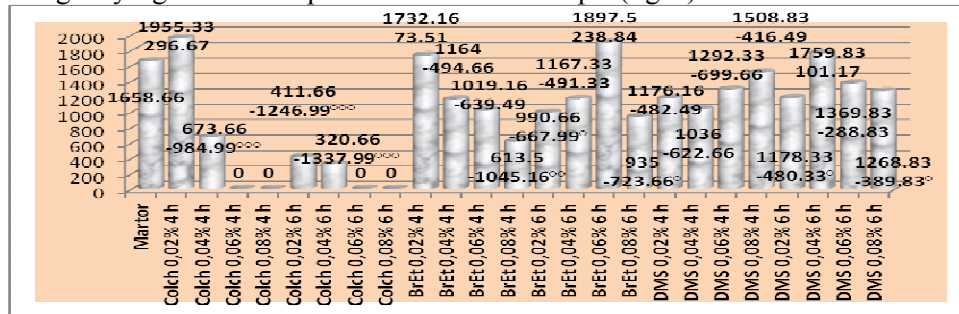 2000
1800
1600
1400
1200
1000
800
600
400
200
0
1658.66
1955.33
296.67
673.66
-984.99°°°
0
0
411.66
-1246.99°°°
320.66
-1337.99°°°
0
0
1732.16
73.51
1164
-494.66
1019.16
-639.49
613.5
-1045.16°°
990.66
-667.99°
1167.33
-491.33
1897.5
238.84
935
-723.66°
1176.16
-482.49
1036
-622.66
1292.33
-699.66
1508.83
-416.49
1178.33
-480.33°
1759.83
101.17
1369.83
-288.83
1268.83
-389,83°
Martor
Colch 0,02% 4 h
Colch 0,04% 4 h
Colch 0,06% 4 h
Colch 0,08% 4 h
Colch 0,02% 6 h
Colch 0,04% 6 h
Colch 0,06% 6 h
Colch 0,08% 6 h
BrEt 0,02% 4 h
BrEt 0,04% 4 h
BrEt 0,06% 4 h
BrEt 0,08% 4 h
BrEt 0,02% 6 h
BrEt 0,04% 6 h
BrEt 0,06% 6 h
BrEt 0,08% 6 h
DMS 0,02% 4 h
DMS 0,04% 4 h
DMS 0,06% 4 h
DMS 0,08% 4 h
DMS 0,02% 6 h
DMS 0,04% 6 h
DMS 0,06% 6 h
DMS 0,08% 6 h